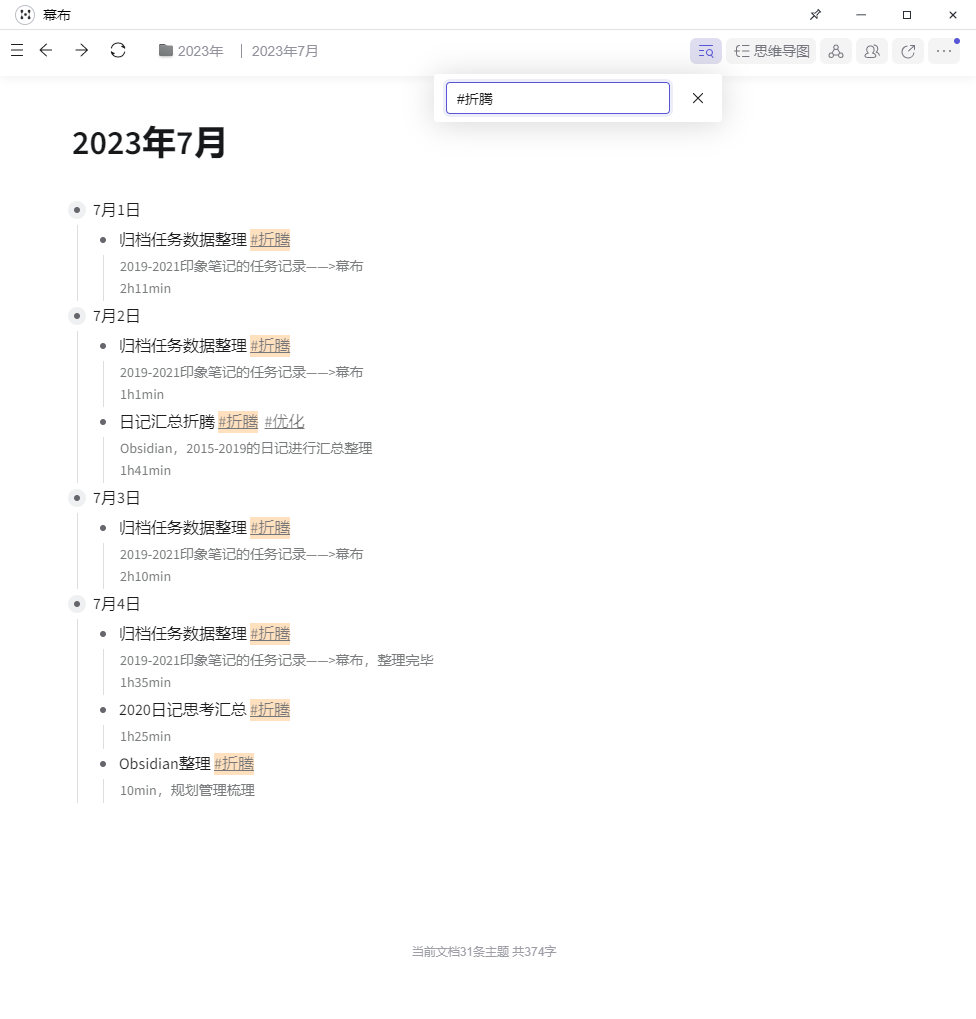 幕布
2023年 | 2023年7月
思维导图
#折腾
2023年7月
7月1日
归档任务数据整理 #折腾
2019-2021印象笔记的任务记录——>幕布
2h11min
7月2日
归档任务数据整理 #折腾
2019-2021印象笔记的任务记录——>幕布
1h1min
日记汇总折腾 #折腾 #优化
Obsidian，2015-2019的日记进行汇总整理
1h41min
7月3日
归档任务数据整理 #折腾
2019-2021印象笔记的任务记录——>幕布
2h10min
7月4日
归档任务数据整理 #折腾
2019-2021印象笔记的任务记录——>幕布，整理完毕
1h35min
2020日记思考汇总 #折腾
1h25min
Obsidian整理 #折腾
10min，规划管理梳理
当前文档31条主题 共374字